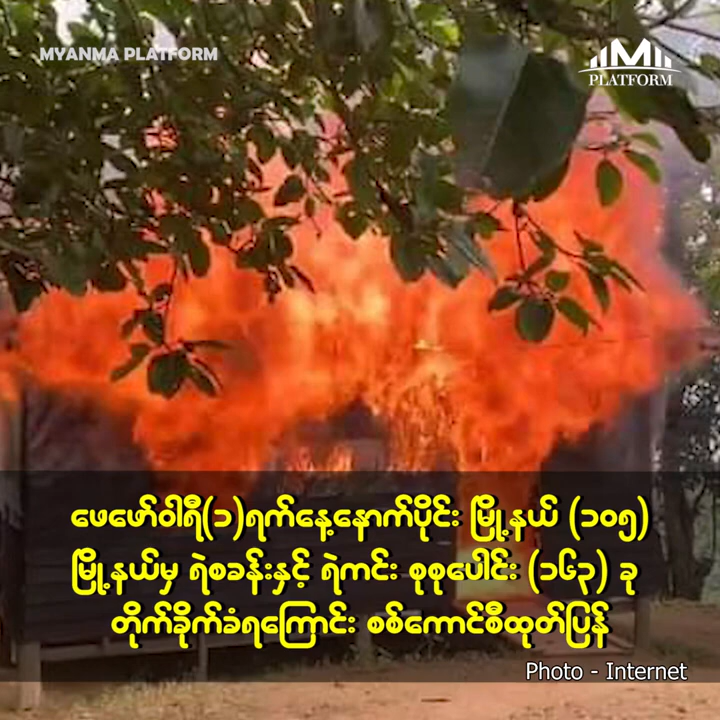 MYANMA PLATFORM
M
PLATFORM
ဖေဖော်ဝါရီ(၁)ရက်နေ့နောက်ပိုင်း မြို့နယ် (၁၀၅)
မြို့နယ်မှ ရဲစခန်းနှင့် ရဲကင်း စုစုပေါင်း (၁၆၃) ခု
တိုက်ခိုက်ခံရကြောင်း စစ်ကောင်စီထုတ်ပြန်
Photo - Internet